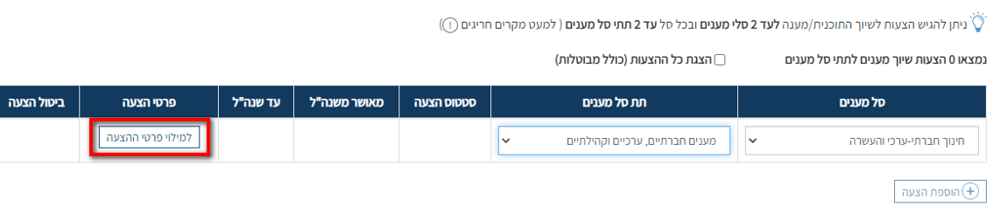 ניתן להגיש הצעות לשיוך התוכנית/מענה לעד 2 סלי מענים ובכל סל עד 2 תתי סל מענים ( למעט מקרים חריגים !)
נמצאו 0 הצעות שיוך מענים לתתי סל מענים הצגת כל ההצעות (כולל מבוטלות)
סל מענים תת סל מענים סטטוס הצעה מאושר משנה"ל עד שנה"ל פרטי הצעה ביטול הצעה
חינוך חברתי-ערכי והעשרה מענים חברתיים, ערכיים וקהילתיים למילוי פרטי ההצעה
הוספת הצעה